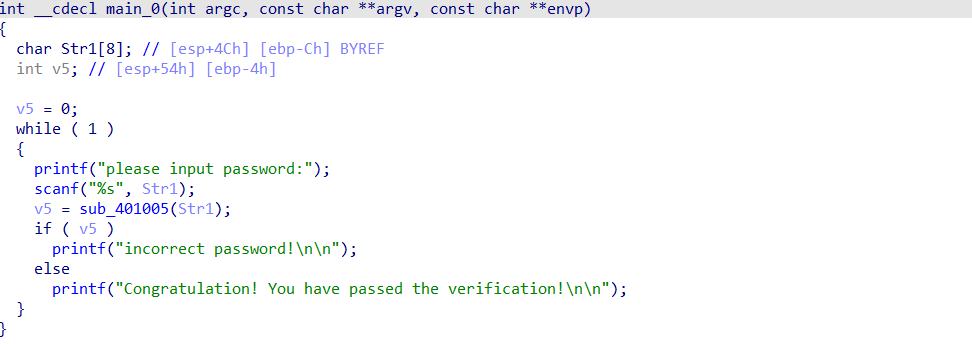 int __cdecl main_0(int argc, const char **argv, const char **envp)
{
  char Str1[8]; // [esp+4Ch] [ebp-Ch] BYREF
  int v5; // [esp+54h] [ebp-4h]

  v5 = 0;
  while ( 1 )
  {
    printf("please input password:");
    scanf("%s", Str1);
    v5 = sub_401005(Str1);
    if ( v5 )
      printf("incorrect password!\n\n");
    else
      printf("Congratulation! You have passed the verification!\n\n");
  }
}